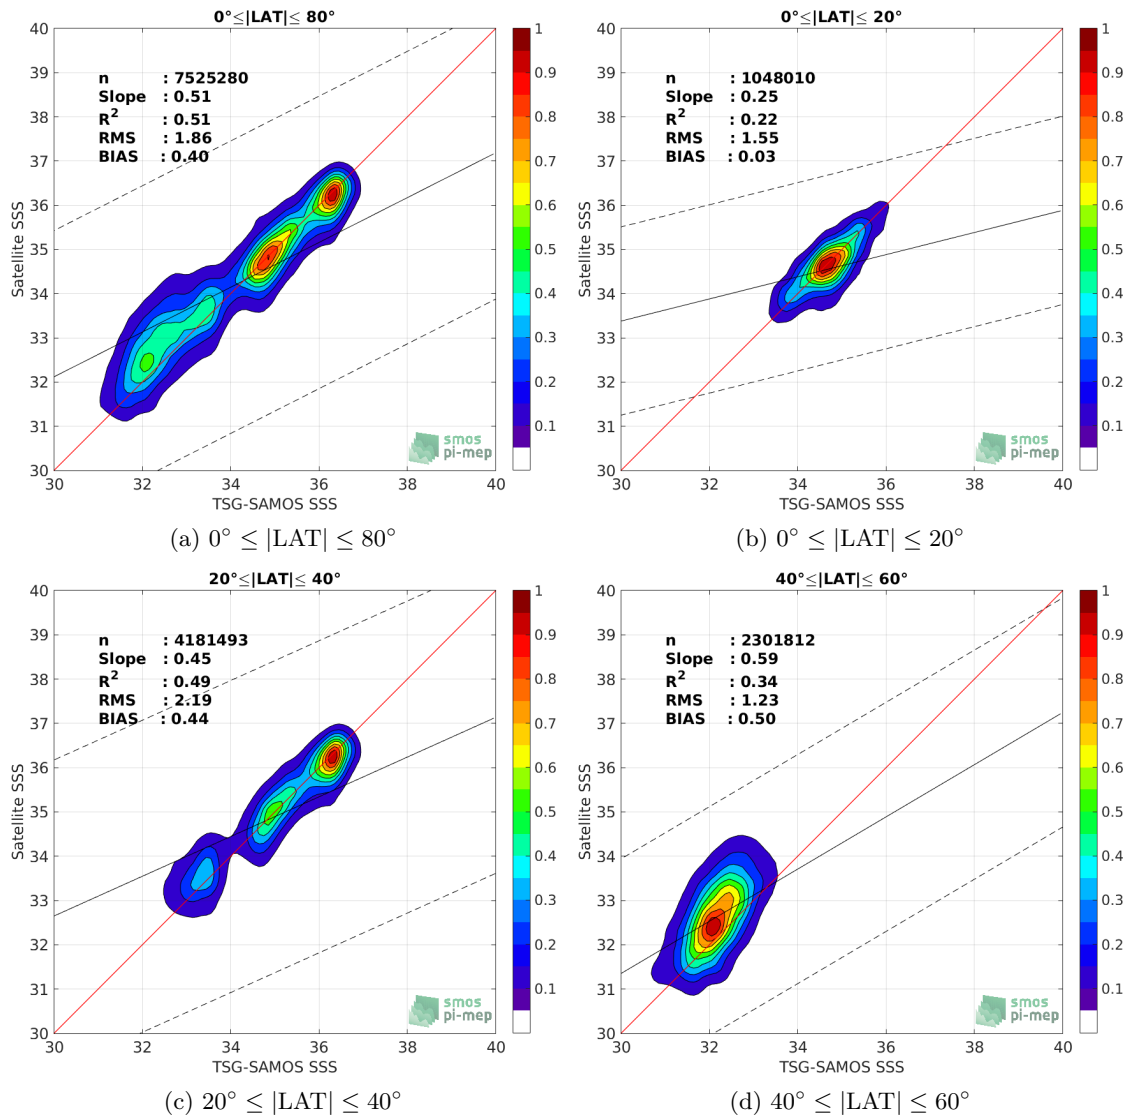 0°≤|LAT|≤ 80°
n : 7525280
Slope : 0.51
R² : 0.51
RMS : 1.86
BIAS : 0.40
Satellite SSS
40
39
38
37
36
35
34
33
32
31
30
30 32 34 36 38 40
TSG-SAMOS SSS
1
0.9
0.8
0.7
0.6
0.5
0.4
0.3
0.2
0.1
smos
pi-mep
(a) 0° ≤ |LAT| ≤ 80°
0°≤|LAT|≤ 20°
n : 1048010
Slope : 0.25
R² : 0.22
RMS : 1.55
BIAS : 0.03
Satellite SSS
40
39
38
37
36
35
34
33
32
31
30
30 32 34 36 38 40
TSG-SAMOS SSS
1
0.9
0.8
0.7
0.6
0.5
0.4
0.3
0.2
0.1
smos
pi-mep
(b) 0° ≤ |LAT| ≤ 20°
20°≤|LAT|≤ 40°
n : 4181493
Slope : 0.45
R² : 0.49
RMS : 2.19
BIAS : 0.44
Satellite SSS
40
39
38
37
36
35
34
33
32
31
30
30 32 34 36 38 40
TSG-SAMOS SSS
1
0.9
0.8
0.7
0.6
0.5
0.4
0.3
0.2
0.1
smos
pi-mep
(c) 20° ≤ |LAT| ≤ 40°
40°≤|LAT|≤ 60°
n : 2301812
Slope : 0.59
R² : 0.34
RMS : 1.23
BIAS : 0.50
Satellite SSS
40
39
38
37
36
35
34
33
32
31
30
30 32 34 36 38 40
TSG-SAMOS SSS
1
0.9
0.8
0.7
0.6
0.5
0.4
0.3
0.2
0.1
smos
pi-mep
(d) 40° ≤ |LAT| ≤ 60°